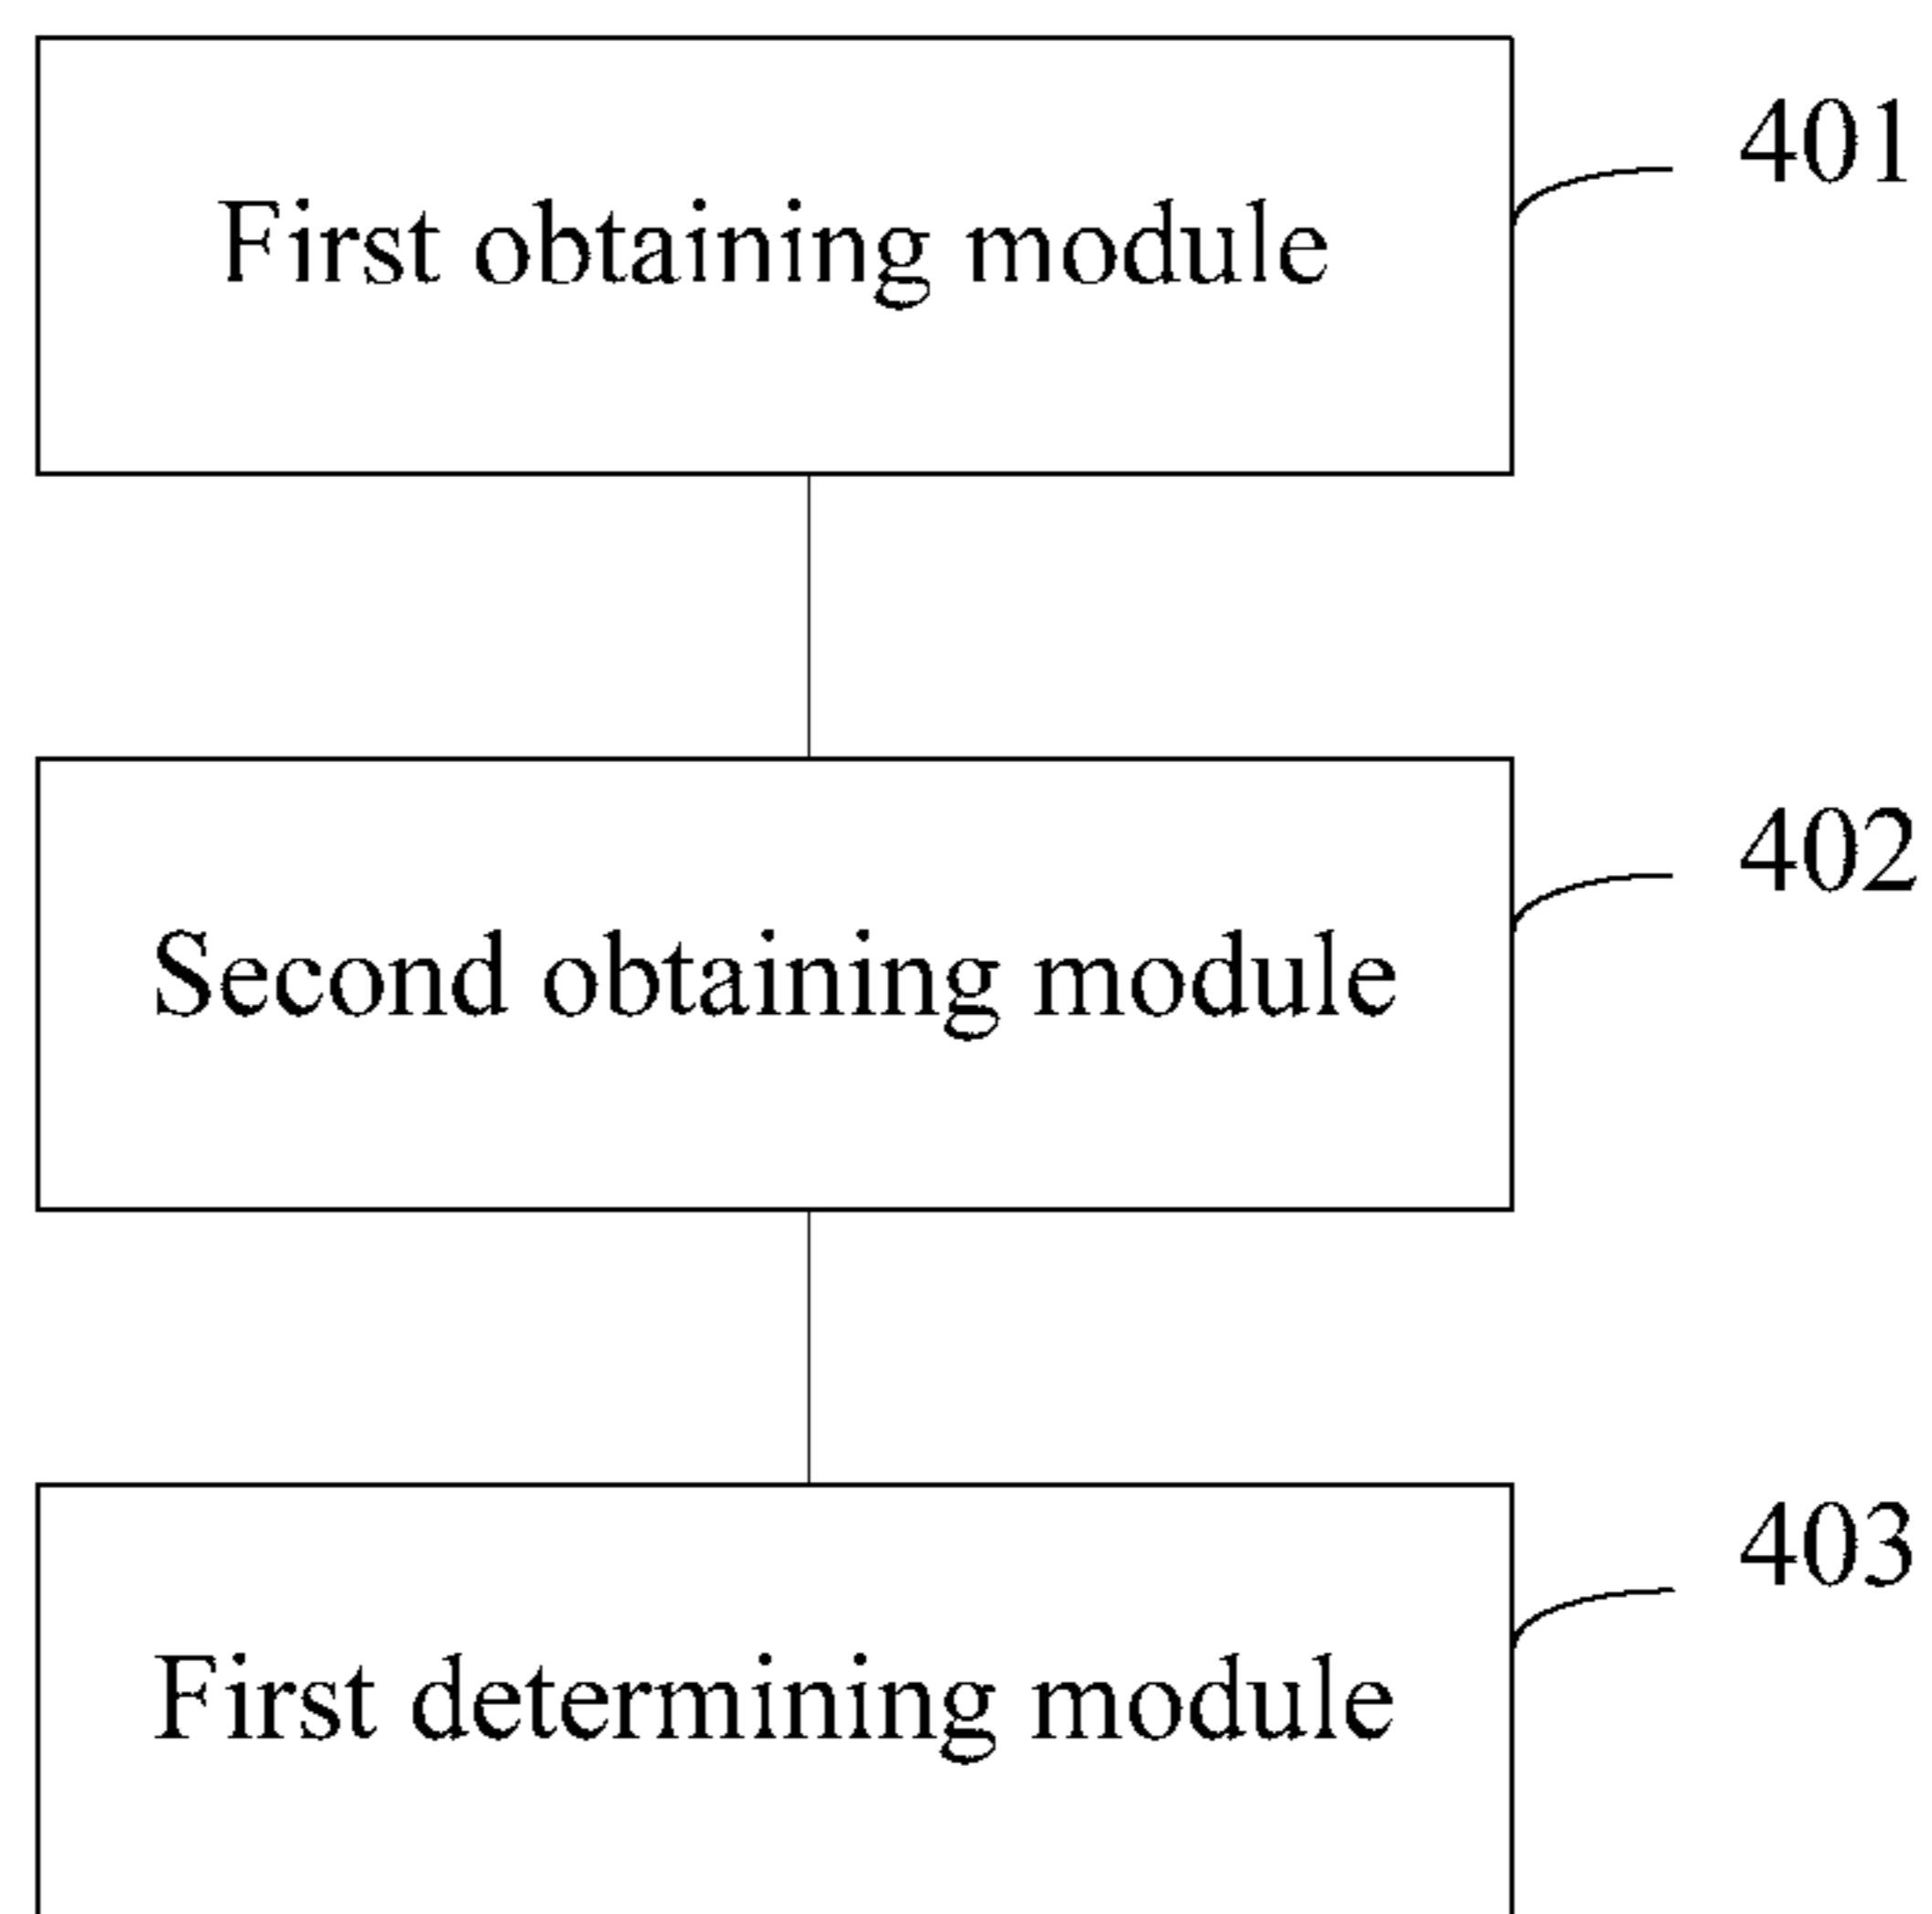 401
First obtaining module
402
Second obtaining module
403
First determining module